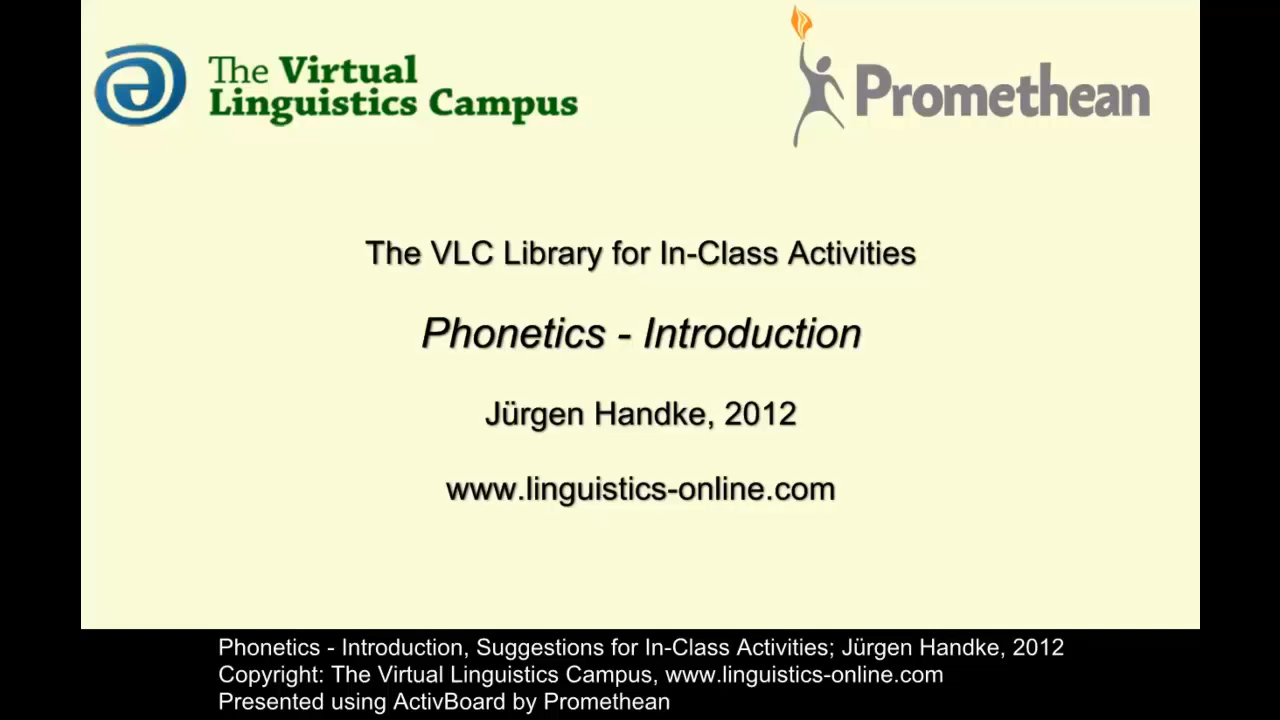 The Virtual
Linguistics Campus
Promethean
The VLC Library for In-Class Activities
Phonetics - Introduction
Jürgen Handke, 2012
www.linguistics-online.com
Phonetics - Introduction, Suggestions for In-Class Activities; Jürgen Handke, 2012
Copyright: The Virtual Linguistics Campus, www.linguistics-online.com
Presented using ActivBoard by Promethean